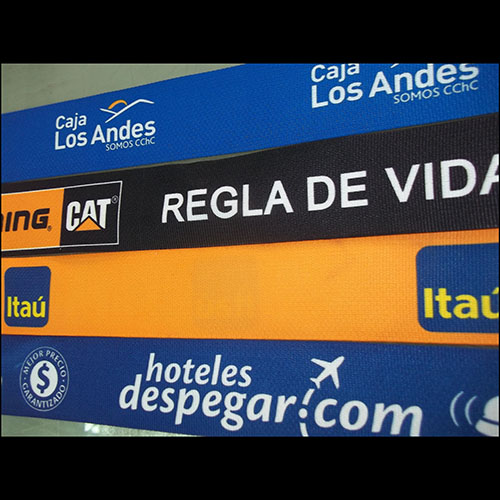 Caja
Los Andes
SOMOS CChC
Caja
Los Andes
SOMOS CChC
CAT®
REGLA DE VIDA
Itaú
Itaú
MEJOR PRECIO
$
GARANTIZADO
hoteles
despegar.com